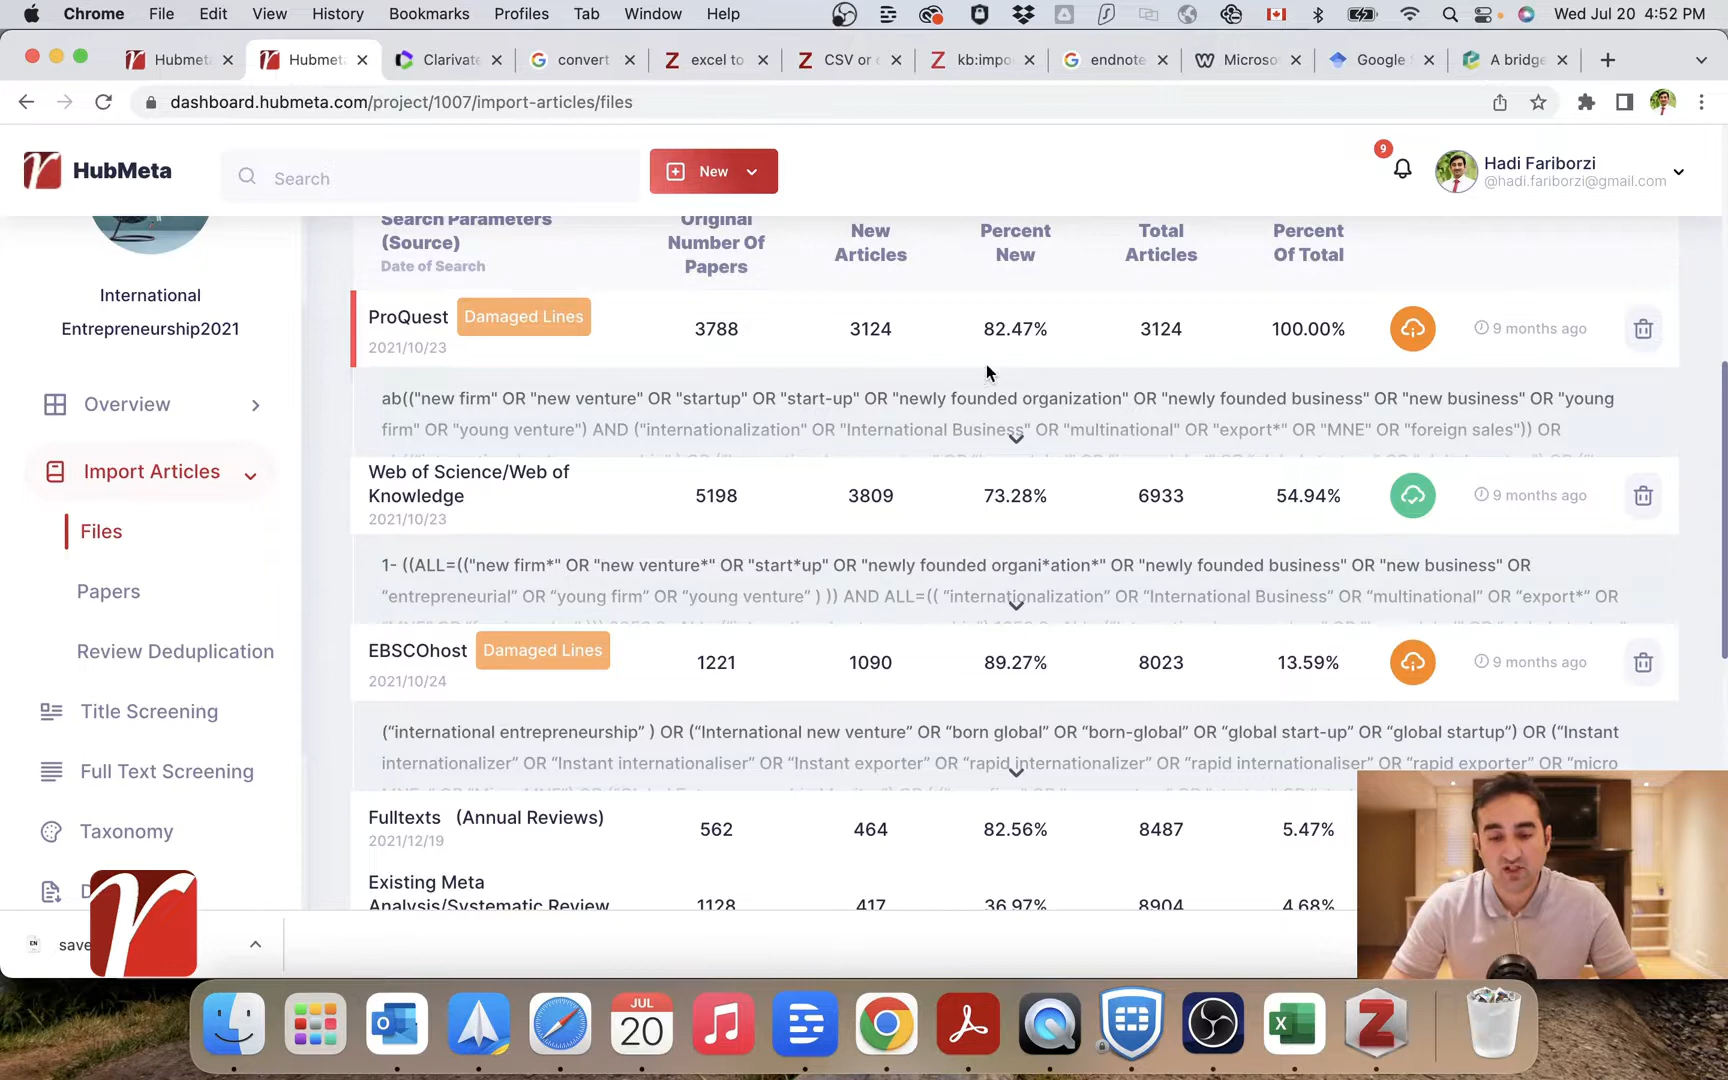 Chrome File Edit View History Bookmarks Profiles Tab Window Help Wed Jul 20 4:52 PM
Hubmet Hubmet Clarivat convert excel to CSV or kb:impo endnote Microso Google A bridge
dashboard.hubmeta.com/project/1007/import-articles/files
HubMeta
Search
New
9
Hadi Fariborzi
@hadi.fariborzi@gmail.com
International
Entrepreneurship2021
Overview
Import Articles
Files
Papers
Review Deduplication
Title Screening
Full Text Screening
Taxonomy
D
Search Parameters
(Source)
Date of Search
Original
Number Of
Papers
New
Articles
Percent
New
Total
Articles
Percent
Of Total
ProQuest Damaged Lines
2021/10/23
3788 3124 82.47% 3124 100.00% 9 months ago
ab(("new firm" OR "new venture" OR "startup" OR "start-up" OR "newly founded organization" OR "newly founded business" OR "new business" OR "young
firm" OR "young venture") AND ("internationalization" OR "International Business" OR "multinational" OR "export*" OR "MNE" OR "foreign sales")) OR
Web of Science/Web of
Knowledge
2021/10/23
5198 3809 73.28% 6933 54.94% 9 months ago
1- ((ALL=(("new firm*" OR "new venture*" OR "start*up" OR "newly founded organi*ation*" OR "newly founded business" OR "new business" OR
“entrepreneurial” OR “young firm” OR “young venture” ) )) AND ALL=(( “internationalization” OR “International Business” OR “multinational” OR “export*” OR
EBSCOhost Damaged Lines
2021/10/24
1221 1090 89.27% 8023 13.59% 9 months ago
(“international entrepreneurship” ) OR (“International new venture” OR “born global” OR “born-global” OR “global start-up” OR “global startup”) OR (“Instant
internationalizer” OR “Instant internationaliser” OR “Instant exporter” OR “rapid internationalizer” OR “rapid internationaliser” OR “rapid exporter” OR “micro
Fulltexts (Annual Reviews)
2021/12/19
562 464 82.56% 8487 5.47%
Existing Meta
Analysis/Systematic Review
1128 417 36.97% 8904 4.68%
EN
save
JUL
20